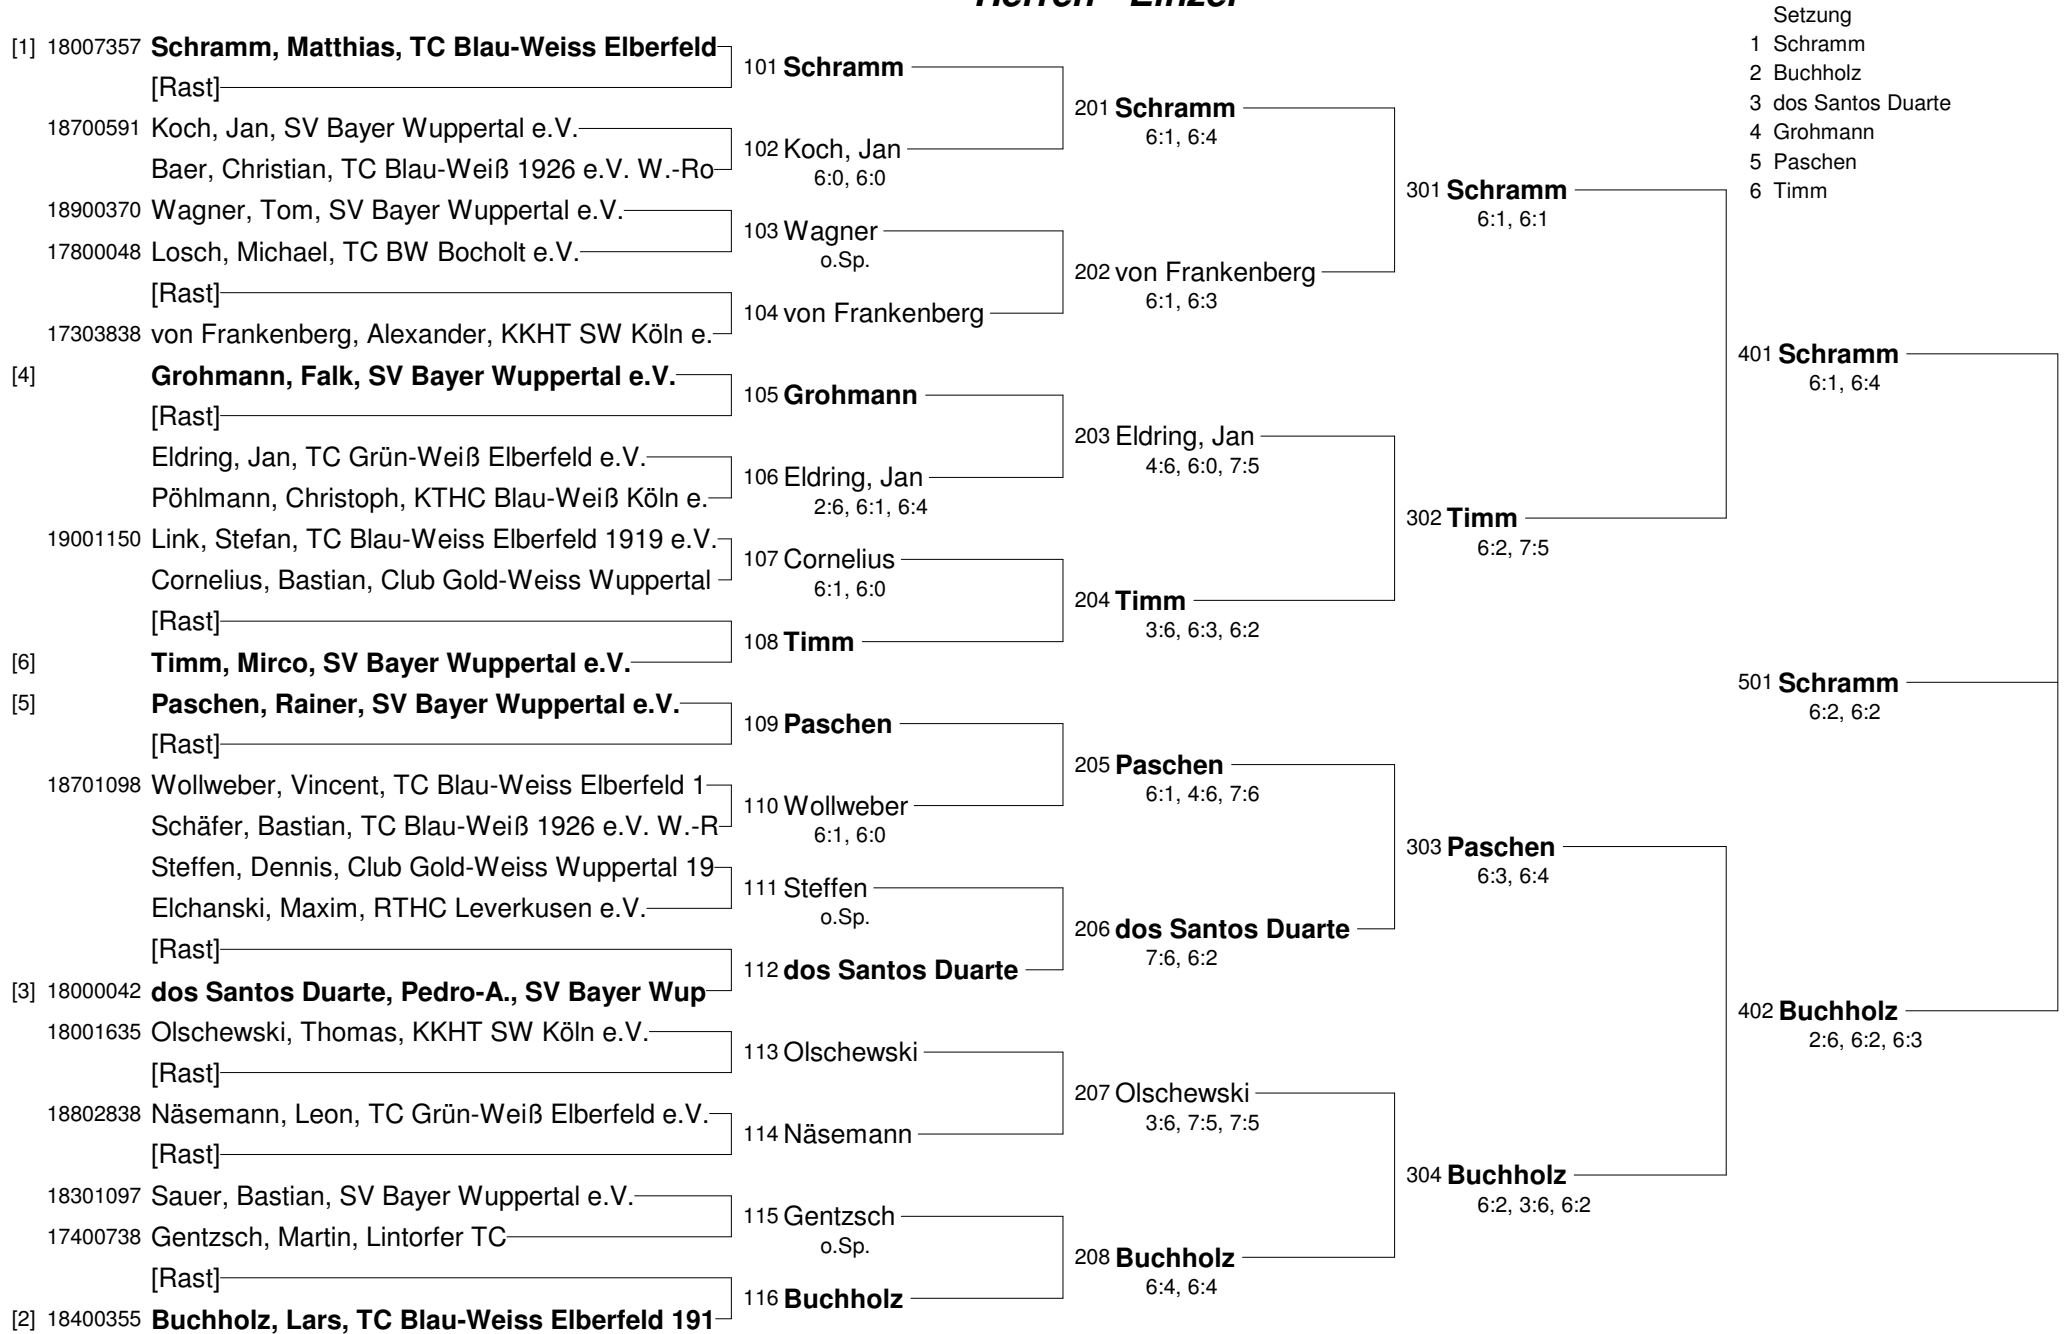 Herren - Einzel
Setzung
1 Schramm
2 Buchholz
3 dos Santos Duarte
4 Grohmann
5 Paschen
6 Timm
[1] 18007357 Schramm, Matthias, TC Blau-Weiss Elberfeld
[Rast]
18700591 Koch, Jan, SV Bayer Wuppertal e.V.
Baer, Christian, TC Blau-Weiß 1926 e.V. W.-Ro
18900370 Wagner, Tom, SV Bayer Wuppertal e.V.
17800048 Losch, Michael, TC BW Bocholt e.V.
[Rast]
17303838 von Frankenberg, Alexander, KKHT SW Köln e.
[4] Grohmann, Falk, SV Bayer Wuppertal e.V.
[Rast]
Eldring, Jan, TC Grün-Weiß Elberfeld e.V.
Pöhlmann, Christoph, KTHC Blau-Weiß Köln e.
19001150 Link, Stefan, TC Blau-Weiss Elberfeld 1919 e.V.
Cornelius, Bastian, Club Gold-Weiss Wuppertal
[Rast]
[6] Timm, Mirco, SV Bayer Wuppertal e.V.
[5] Paschen, Rainer, SV Bayer Wuppertal e.V.
[Rast]
18701098 Wollweber, Vincent, TC Blau-Weiss Elberfeld 1
Schäfer, Bastian, TC Blau-Weiß 1926 e.V. W.-R
Steffen, Dennis, Club Gold-Weiss Wuppertal 19
Elchanski, Maxim, RTHC Leverkusen e.V.
[Rast]
[3] 18000042 dos Santos Duarte, Pedro-A., SV Bayer Wup
18001635 Olschewski, Thomas, KKHT SW Köln e.V.
[Rast]
18802838 Näsemann, Leon, TC Grün-Weiß Elberfeld e.V.
[Rast]
18301097 Sauer, Bastian, SV Bayer Wuppertal e.V.
17400738 Gentzsch, Martin, Lintorfer TC
[Rast]
[2] 18400355 Buchholz, Lars, TC Blau-Weiss Elberfeld 191
101 Schramm
102 Koch, Jan
6:0, 6:0
103 Wagner
o.Sp.
104 von Frankenberg
105 Grohmann
106 Eldring, Jan
2:6, 6:1, 6:4
107 Cornelius
6:1, 6:0
108 Timm
109 Paschen
110 Wollweber
6:1, 6:0
111 Steffen
o.Sp.
112 dos Santos Duarte
113 Olschewski
114 Näsemann
115 Gentzsch
o.Sp.
116 Buchholz
201 Schramm
6:1, 6:4
202 von Frankenberg
6:1, 6:3
203 Eldring, Jan
4:6, 6:0, 7:5
204 Timm
3:6, 6:3, 6:2
205 Paschen
6:1, 4:6, 7:6
206 dos Santos Duarte
7:6, 6:2
207 Olschewski
3:6, 7:5, 7:5
208 Buchholz
6:4, 6:4
301 Schramm
6:1, 6:1
302 Timm
6:2, 7:5
303 Paschen
6:3, 6:4
304 Buchholz
6:2, 3:6, 6:2
401 Schramm
6:1, 6:4
501 Schramm
6:2, 6:2
402 Buchholz
2:6, 6:2, 6:3